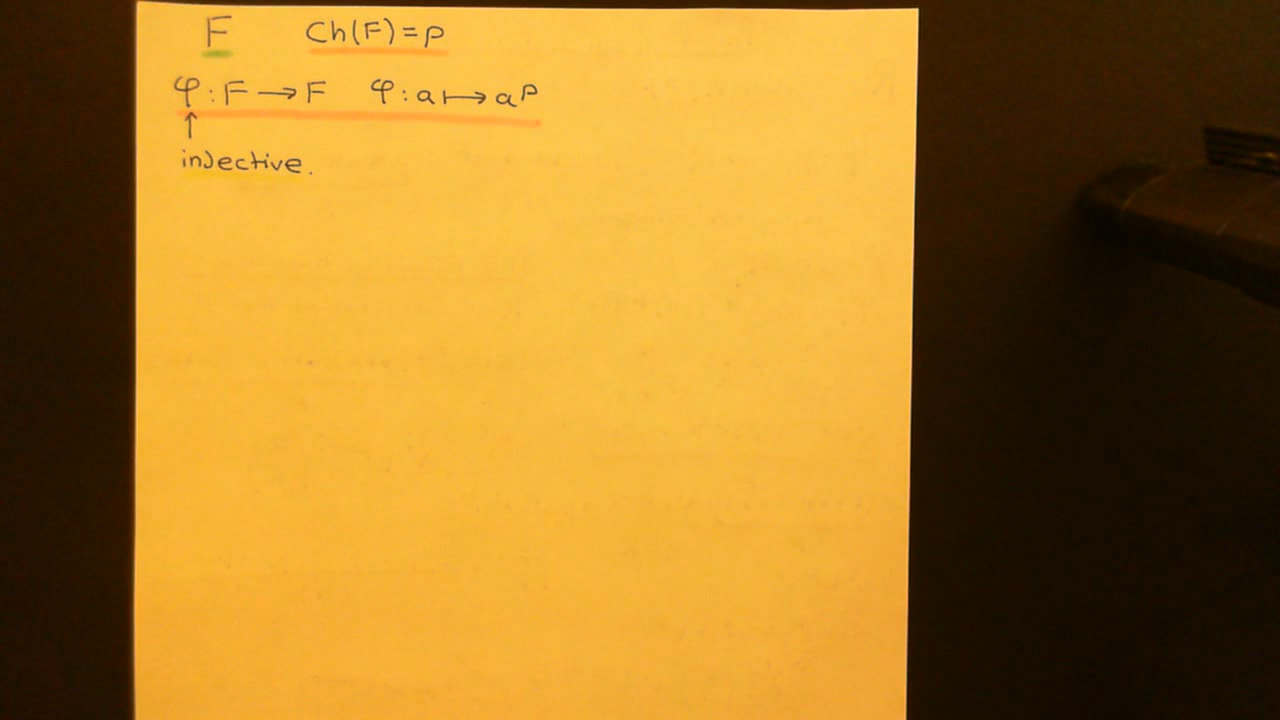 F Ch(F)=p
φ:F→F φ:a↦a^p
↑
injective.